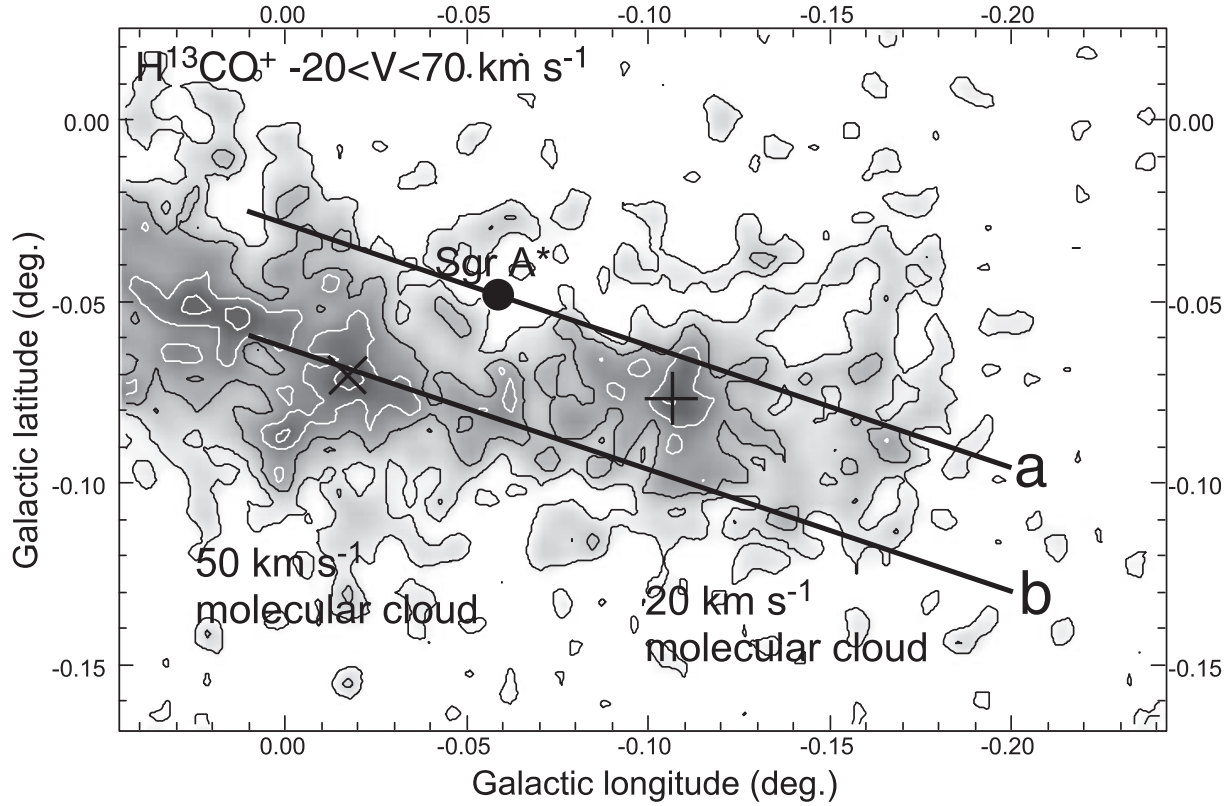 0.00 -0.05 -0.10 -0.15 -0.20
H¹³CO⁺ -20<V<70 km s⁻¹
0.00 0.00
Sgr A*
-0.05 -0.05
a
-0.10 -0.10
50 km s⁻¹
molecular cloud
20 km s⁻¹
molecular cloud
b
-0.15 -0.15
0.00 -0.05 -0.10 -0.15 -0.20
Galactic longitude (deg.)
Galactic latitude (deg.)